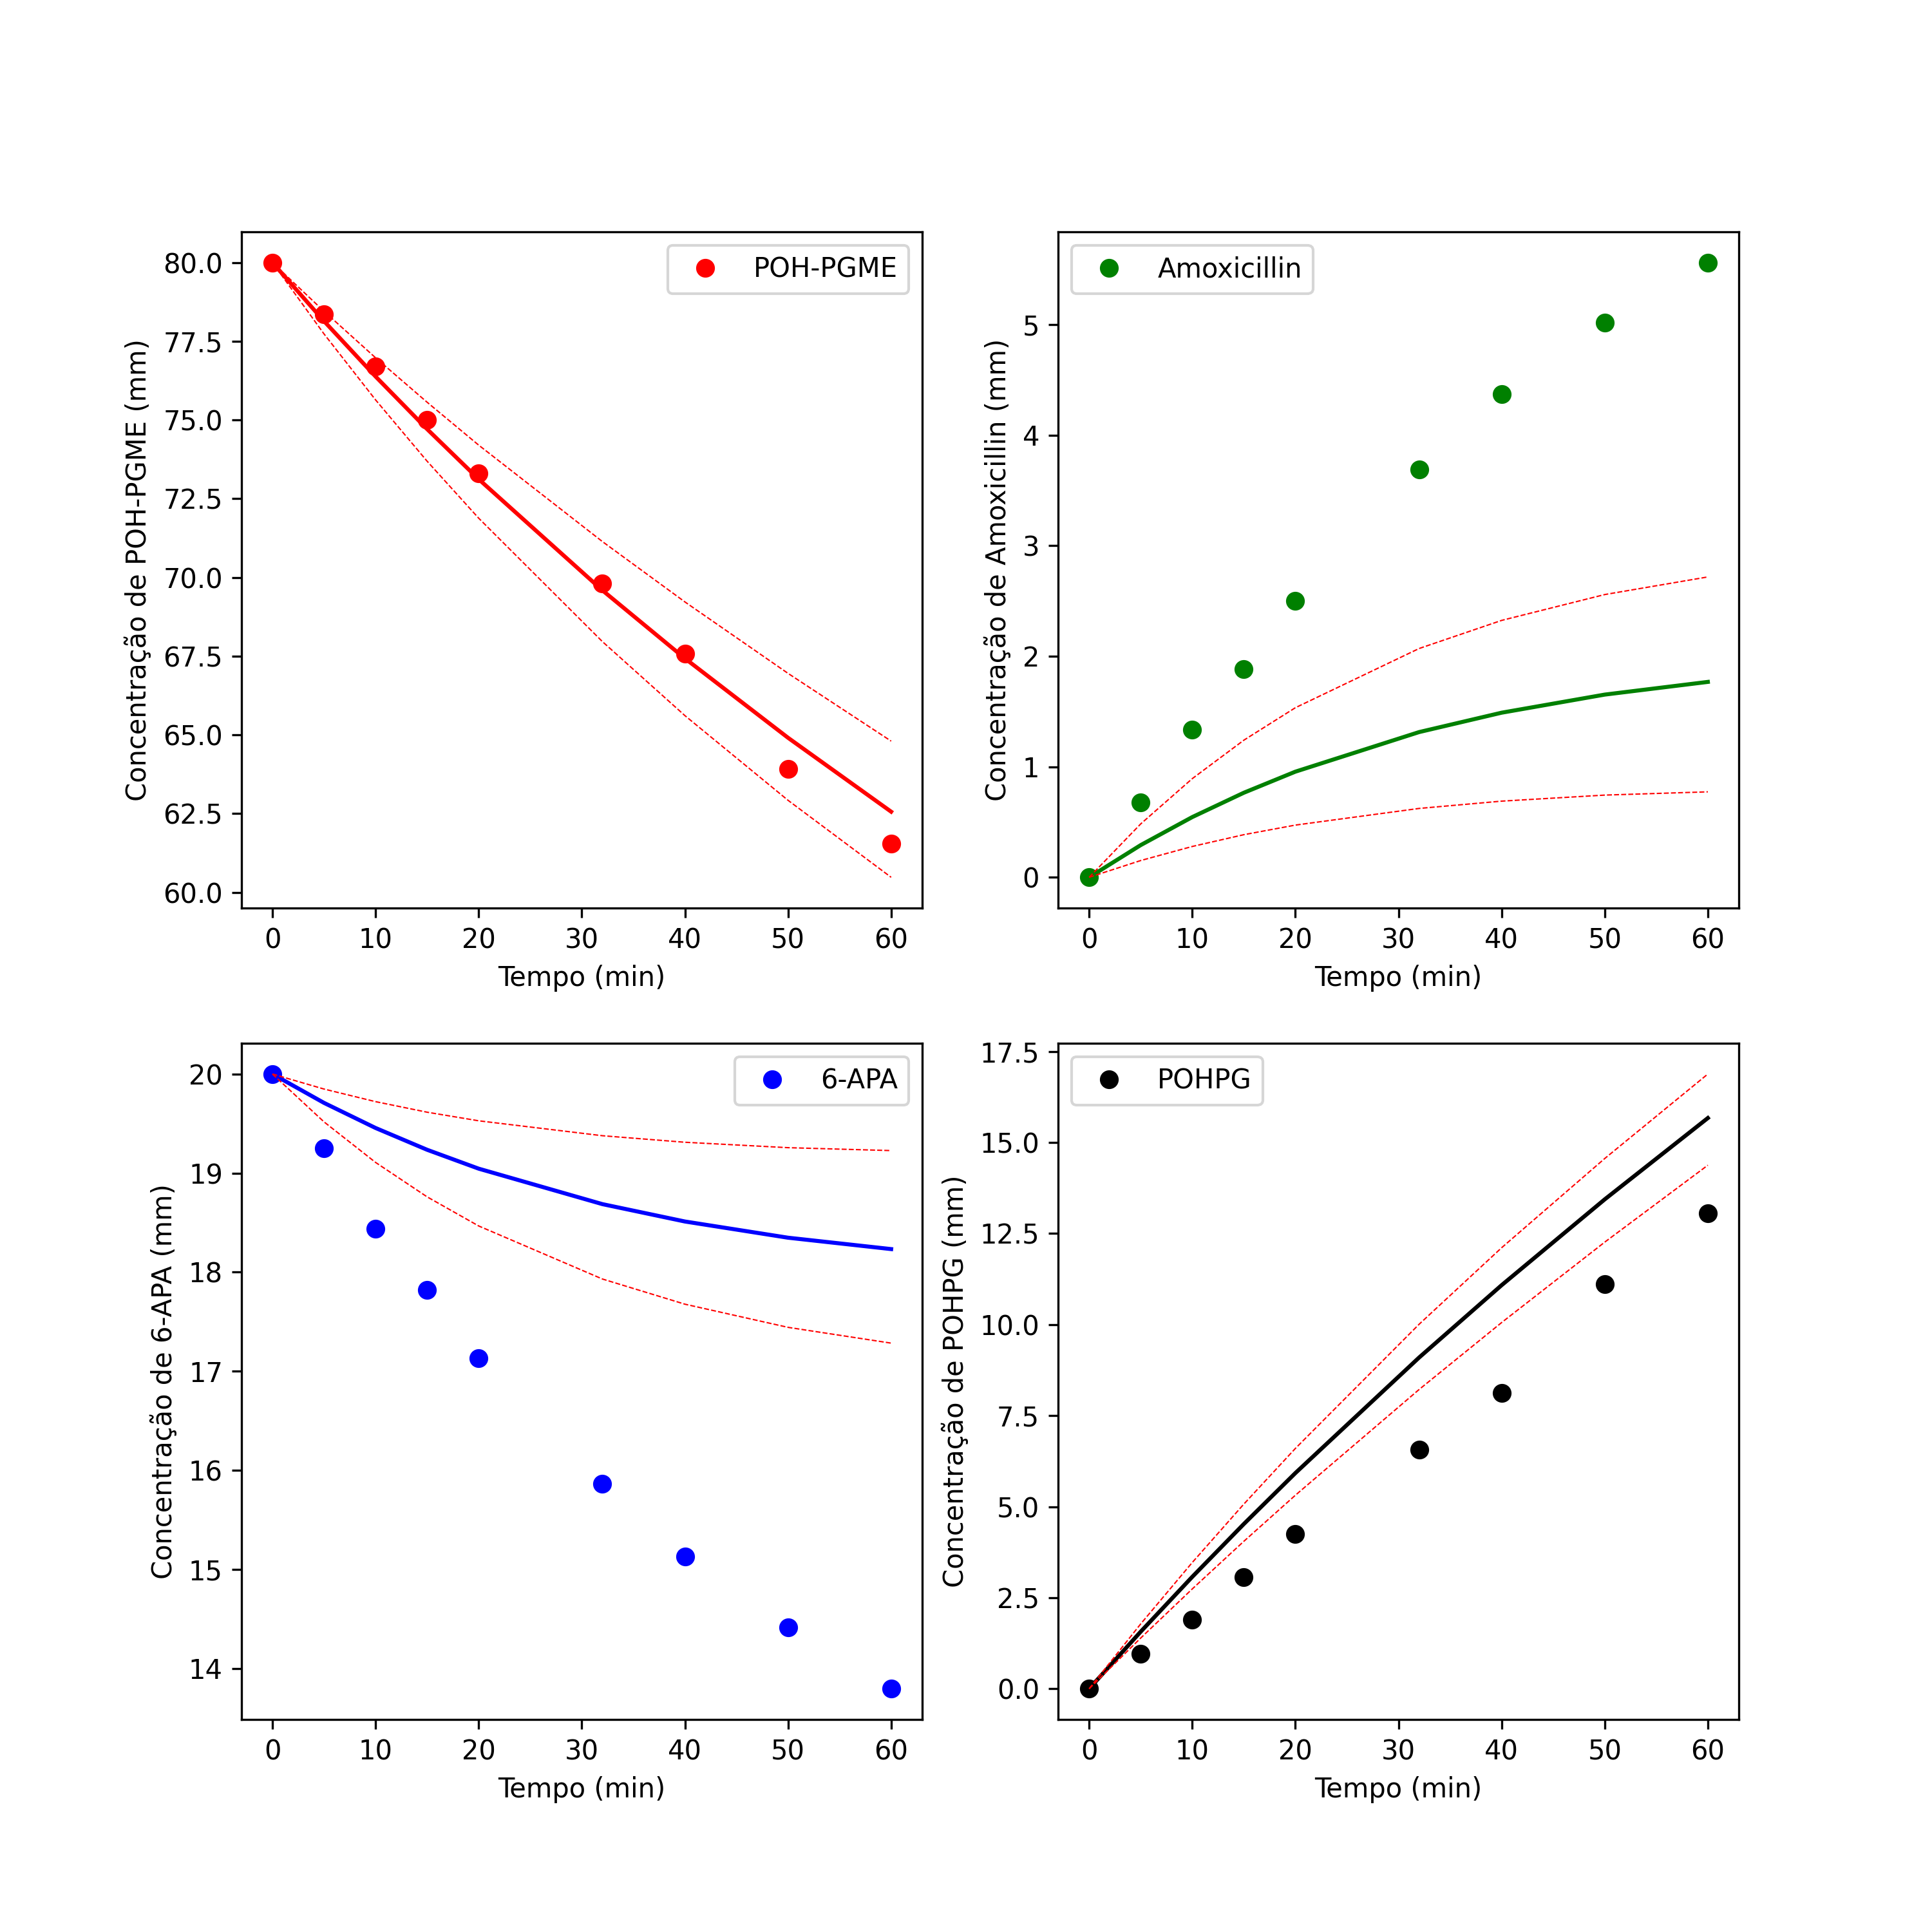 80.0
77.5
75.0
72.5
70.0
67.5
65.0
62.5
60.0
Concentração de POH-PGME (mm)
POH-PGME
0 10 20 30 40 50 60
Tempo (min)
5
4
3
2
1
0
Concentração de Amoxicillin (mm)
Amoxicillin
0 10 20 30 40 50 60
Tempo (min)
20
19
18
17
16
15
14
Concentração de 6-APA (mm)
6-APA
0 10 20 30 40 50 60
Tempo (min)
17.5
15.0
12.5
10.0
7.5
5.0
2.5
0.0
Concentração de POHPG (mm)
POHPG
0 10 20 30 40 50 60
Tempo (min)